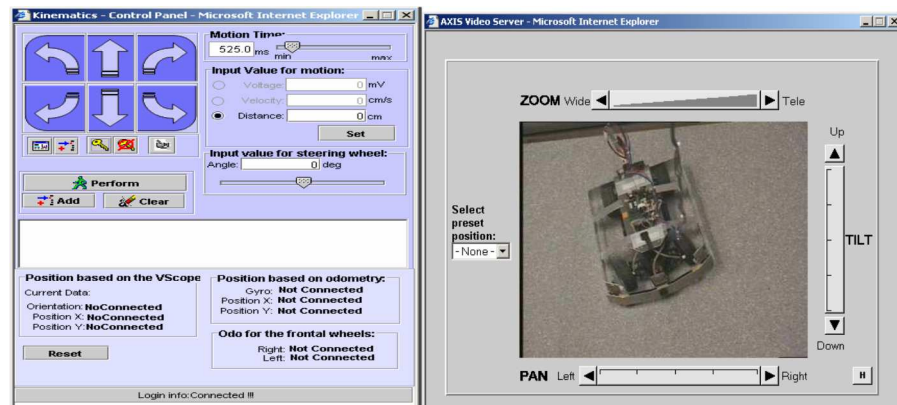 Kinematics - Control Panel - Microsoft Internet Explorer
Motion Time:
525.0 ms
min max
Input Value for motion:
Voltage: 0 mV
Velocity: 0 cm/s
Distance: 0 cm
Set
Input value for steering wheel:
Angle: 0 deg
Perform
Add Clear
Position based on the VScope
Current Data:
Orientation: NoConnected
Position X: NoConnected
Position Y: NoConnected
Reset
Position based on odometry:
Gyro: Not Connected
Position X: Not Connected
Position Y: Not Connected
Odo for the frontal wheels:
Right: Not Connected
Left: Not Connected
Login info:Connected !!!
AXIS Video Server - Microsoft Internet Explorer
ZOOM Wide Tele
Select
preset
position:
- None -
Up
TILT
Down
PAN Left Right
H